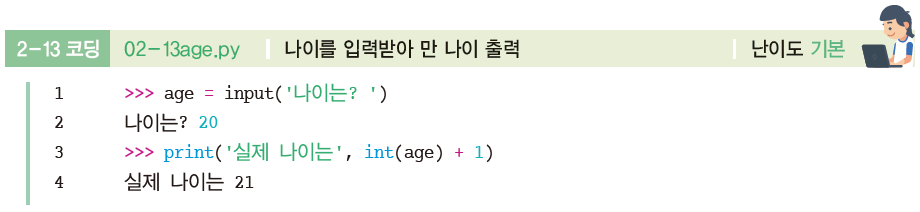 2-13 코딩 02-13age.py 나이를 입력받아 만 나이 출력 난이도 기본
1 >>> age = input('나이는? ')
2 나이는? 20
3 >>> print('실제 나이는', int(age) + 1)
4 실제 나이는 21